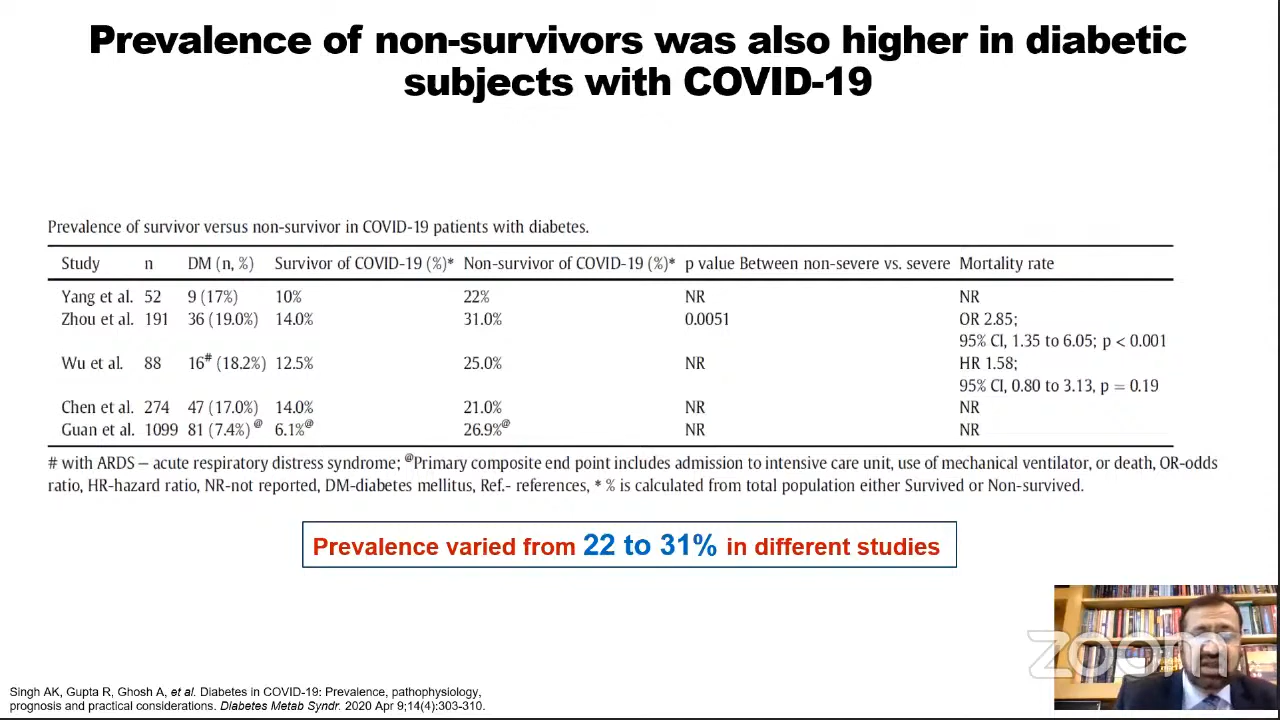 Prevalence of non-survivors was also higher in diabetic
subjects with COVID-19
Prevalence of survivor versus non-survivor in COVID-19 patients with diabetes.
Study n DM (n, %) Survivor of COVID-19 (%)* Non-survivor of COVID-19 (%)* p value Between non-severe vs. severe Mortality rate
Yang et al. 52 9 (17%) 10% 22% NR NR
Zhou et al. 191 36 (19.0%) 14.0% 31.0% 0.0051 OR 2.85;
95% CI, 1.35 to 6.05; p < 0.001
Wu et al. 88 16# (18.2%) 12.5% 25.0% NR HR 1.58;
95% CI, 0.80 to 3.13, p = 0.19
Chen et al. 274 47 (17.0%) 14.0% 21.0% NR NR
Guan et al. 1099 81 (7.4%) @ 6.1%@ 26.9%@ NR NR
# with ARDS – acute respiratory distress syndrome; @Primary composite end point includes admission to intensive care unit, use of mechanical ventilator, or death, OR-odds
ratio, HR-hazard ratio, NR-not reported, DM-diabetes mellitus, Ref.- references, * % is calculated from total population either Survived or Non-survived.
Prevalence varied from 22 to 31% in different studies
zoom
Singh AK, Gupta R, Ghosh A, et al. Diabetes in COVID-19: Prevalence, pathophysiology,
prognosis and practical considerations. Diabetes Metab Syndr. 2020 Apr 9;14(4):303-310.